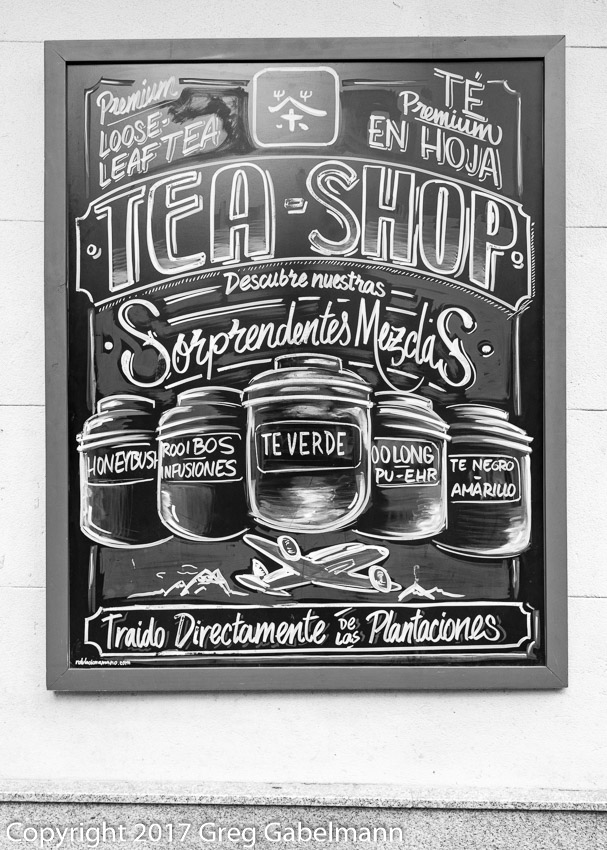 Premium
LOOSE-
LEAF TEA
茶
TÉ
Premium
EN HOJA
TEA-SHOP
Descubre nuestras
Sorprendentes Mezclas
HONEYBUSH
ROOIBOS
INFUSIONES
TE VERDE
OOLONG
PU-EHR
TE NEGRO
-
AMARILLO
Traido Directamente DE LAS Plantaciones
Copyright 2017 Greg Gabelmann